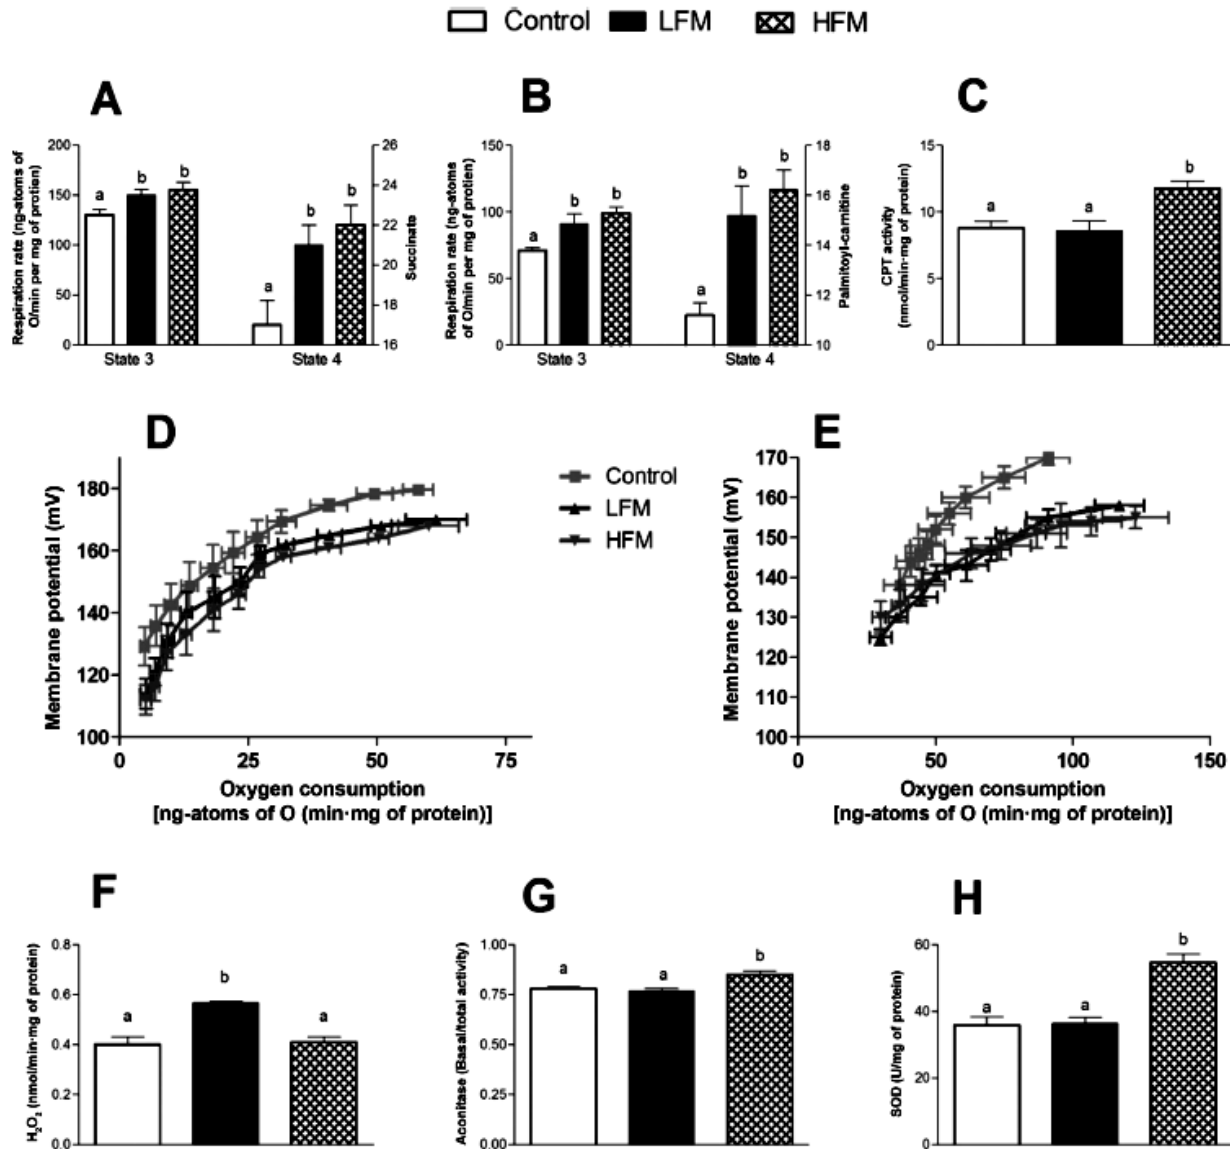 Control LFM HFM
A
Respiration rate (ng-atoms of
O/min per mg of protien)
200
150
100
50
0
a
b
b
a
b
b
State 3
State 4
26
24
22
20
18
16
Succinate
B
Respiration rate (ng-atoms
of O/min per mg of protien)
150
100
50
0
a
b
b
a
b
b
State 3
State 4
18
16
14
12
10
Palmitoyl-carnitine
C
CPT activity
(nmol/min·mg of protein)
15
10
5
0
a
a
b
D
Membrane potential (mV)
180
160
140
120
100
0
25
50
75
Oxygen consumption
[ng-atoms of O (min·mg of protein)]
Control
LFM
HFM
E
Membrane potential (mV)
170
160
150
140
130
120
110
100
0
50
100
150
Oxygen consumption
[ng-atoms of O (min·mg of protein)]
F
H₂O₂ (nmol/min·mg of protein)
0.8
0.6
0.4
0.2
0.0
a
b
a
G
Aconitase (Basal/total activity)
1.00
0.75
0.50
0.25
0.00
a
a
b
H
SOD (U/mg of protein)
60
40
20
0
a
a
b